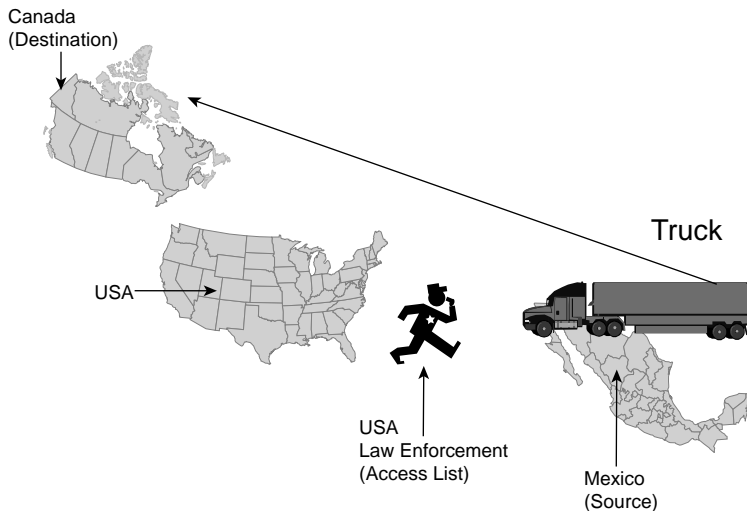 Canada
(Destination)
Truck
USA
USA
Law Enforcement
(Access List)
Mexico
(Source)